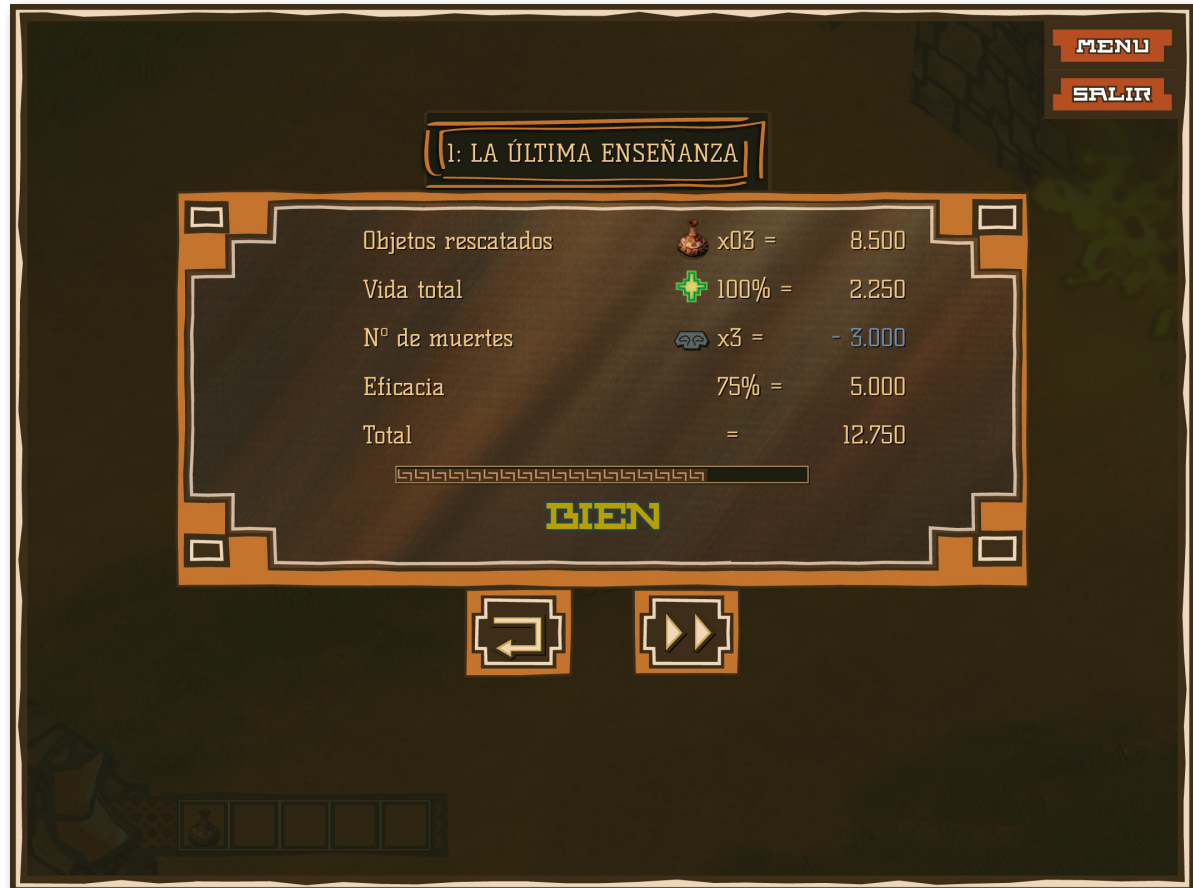 MENU
SALIR
1: LA ÚLTIMA ENSEÑANZA
Objetos rescatados x03 = 8.500
Vida total 100% = 2.250
Nº de muertes x3 = - 3.000
Eficacia 75% = 5.000
Total = 12.750
BIEN